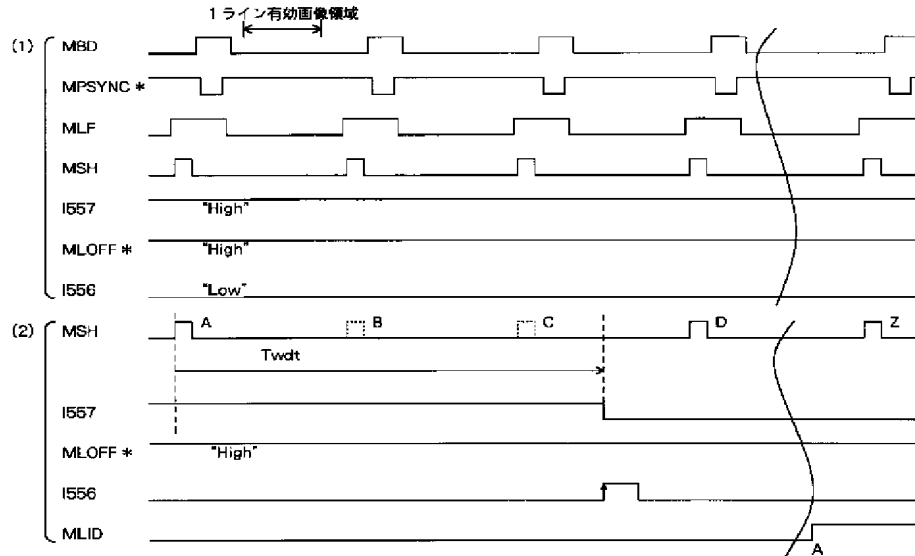 1 ライン有効画像領域
(1) MBD
MPSYNC *
MLF
MSH
I557 "High"
MLOFF * "High"
I556 "Low"
(2) MSH A B C D Z
Twdt
I557
MLOFF * "High"
I556
MLID A